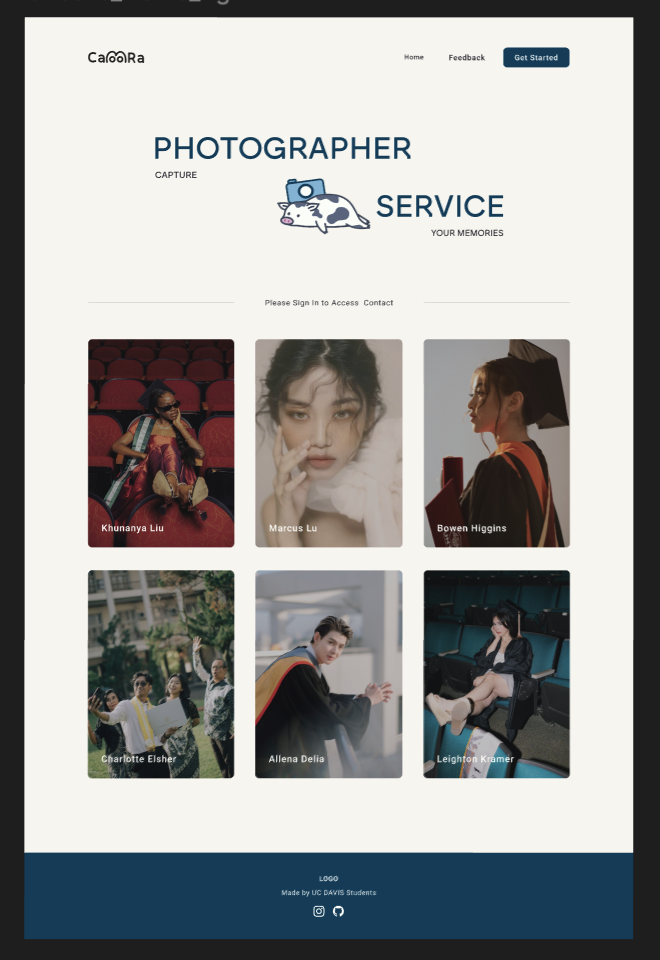 CaMRa
Home
Feedback
Get Started
PHOTOGRAPHER
CAPTURE
SERVICE
YOUR MEMORIES
Please Sign In to Access Contact
Khunanya Liu
Marcus Lu
Bowen Higgins
Charlotte Elsher
Allena Delia
Leighton Kramer
LOGO
Made by UC DAVIS Students